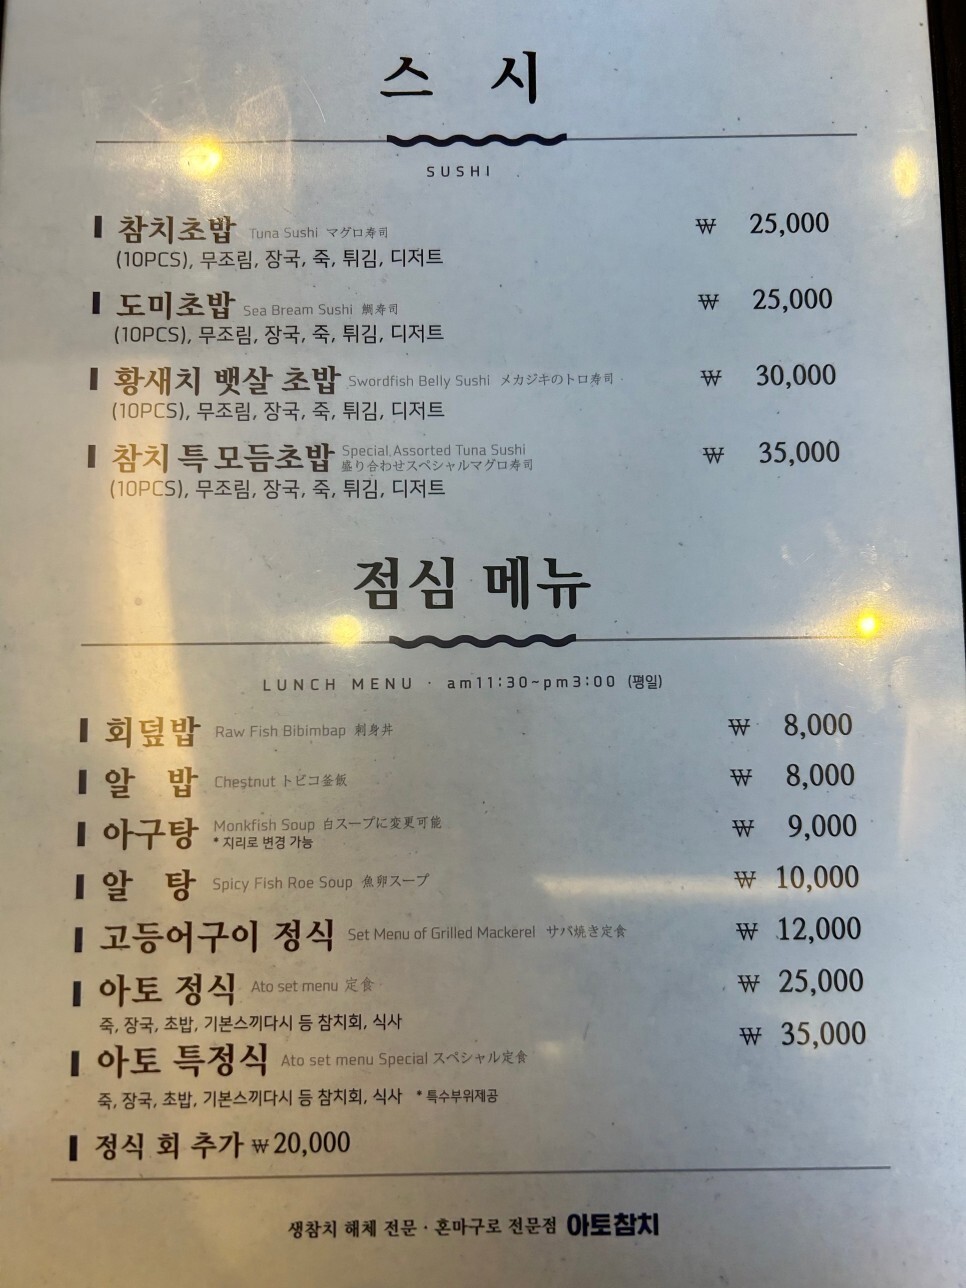 스 시
SUSHI
참치초밥 Tuna Sushi マグロ寿司 ₩ 25,000
(10PCS), 무조림, 장국, 죽, 튀김, 디저트
도미초밥 Sea Bream Sushi 鯛寿司 ₩ 25,000
(10PCS), 무조림, 장국, 죽, 튀김, 디저트
황새치 뱃살 초밥 Swordfish Belly Sushi メカジキのトロ寿司 ₩ 30,000
(10PCS), 무조림, 장국, 죽, 튀김, 디저트
참치 특 모듬초밥 Special Assorted Tuna Sushi ₩ 35,000
盛り合わせスペシャルマグロ寿司
(10PCS), 무조림, 장국, 죽, 튀김, 디저트
점심 메뉴
LUNCH MENU · am11:30~pm3:00 (평일)
회덮밥 Raw Fish Bibimbap 刺身丼 ₩ 8,000
알 밥 Chestnut トビコ釜飯 ₩ 8,000
아구탕 Monkfish Soup 白スープに変更可能 ₩ 9,000
* 지리로 변경 가능
알 탕 Spicy Fish Roe Soup 魚卵スープ ₩ 10,000
고등어구이 정식 Set Menu of Grilled Mackerel サバ焼き定食 ₩ 12,000
아토 정식 Ato set menu 定食 ₩ 25,000
죽, 장국, 초밥, 기본스끼다시 등 참치회, 식사
아토 특정식 Ato set menu Special スペシャル定食 ₩ 35,000
죽, 장국, 초밥, 기본스끼다시 등 참치회, 식사 * 특수부위제공
정식 회 추가 ₩ 20,000
생참치 해체 전문 · 혼마구로 전문점 아토참치